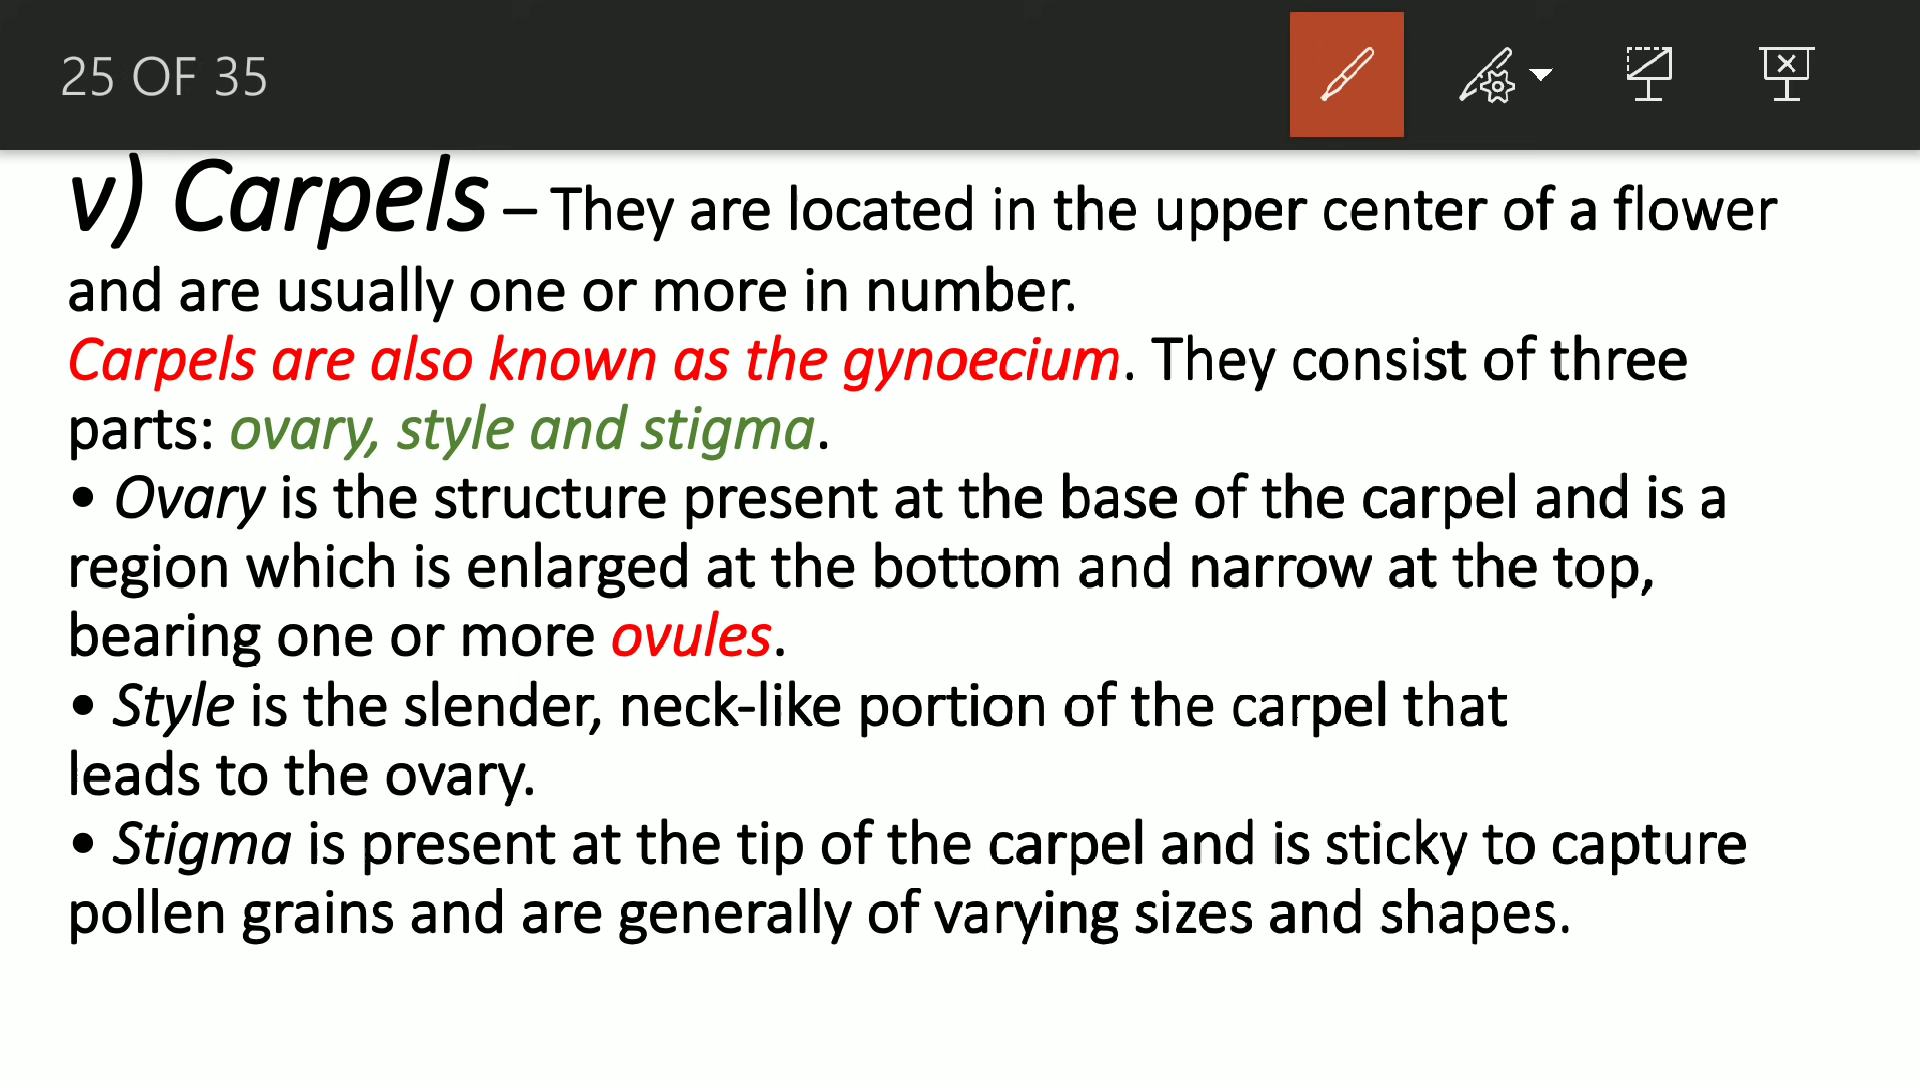 25 OF 35
v) Carpels – They are located in the upper center of a flower
and are usually one or more in number.
Carpels are also known as the gynoecium. They consist of three
parts: ovary, style and stigma.
• Ovary is the structure present at the base of the carpel and is a
region which is enlarged at the bottom and narrow at the top,
bearing one or more ovules.
• Style is the slender, neck-like portion of the carpel that
leads to the ovary.
• Stigma is present at the tip of the carpel and is sticky to capture
pollen grains and are generally of varying sizes and shapes.